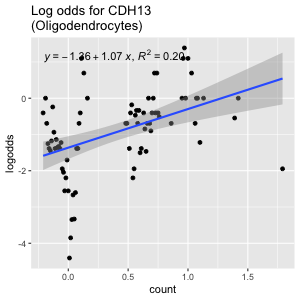 Log odds for CDH13
(Oligodendrocytes)
y = −1.36 + 1.07 x, R² = 0.20
0
-2
-4
logodds
0.0 0.5 1.0 1.5
count